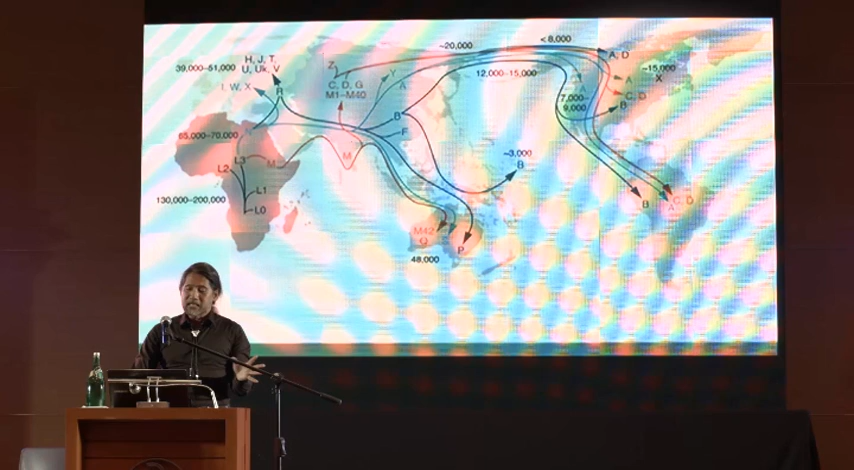 ~20,000
<8,000
A, D
H, J, T,
U, Uk, V
39,000–51,000
Z
~15,000
X
I, W, X
R
C, D, G
M1–M40
Y
A
12,000–15,000
A
C, D
7,000–
9,000
B
B
F
65,000–70,000
N
L3
M
M
L2
~3,000
B
L1
130,000–200,000
L0
B
A
C, D
M42
Q
P
48,000